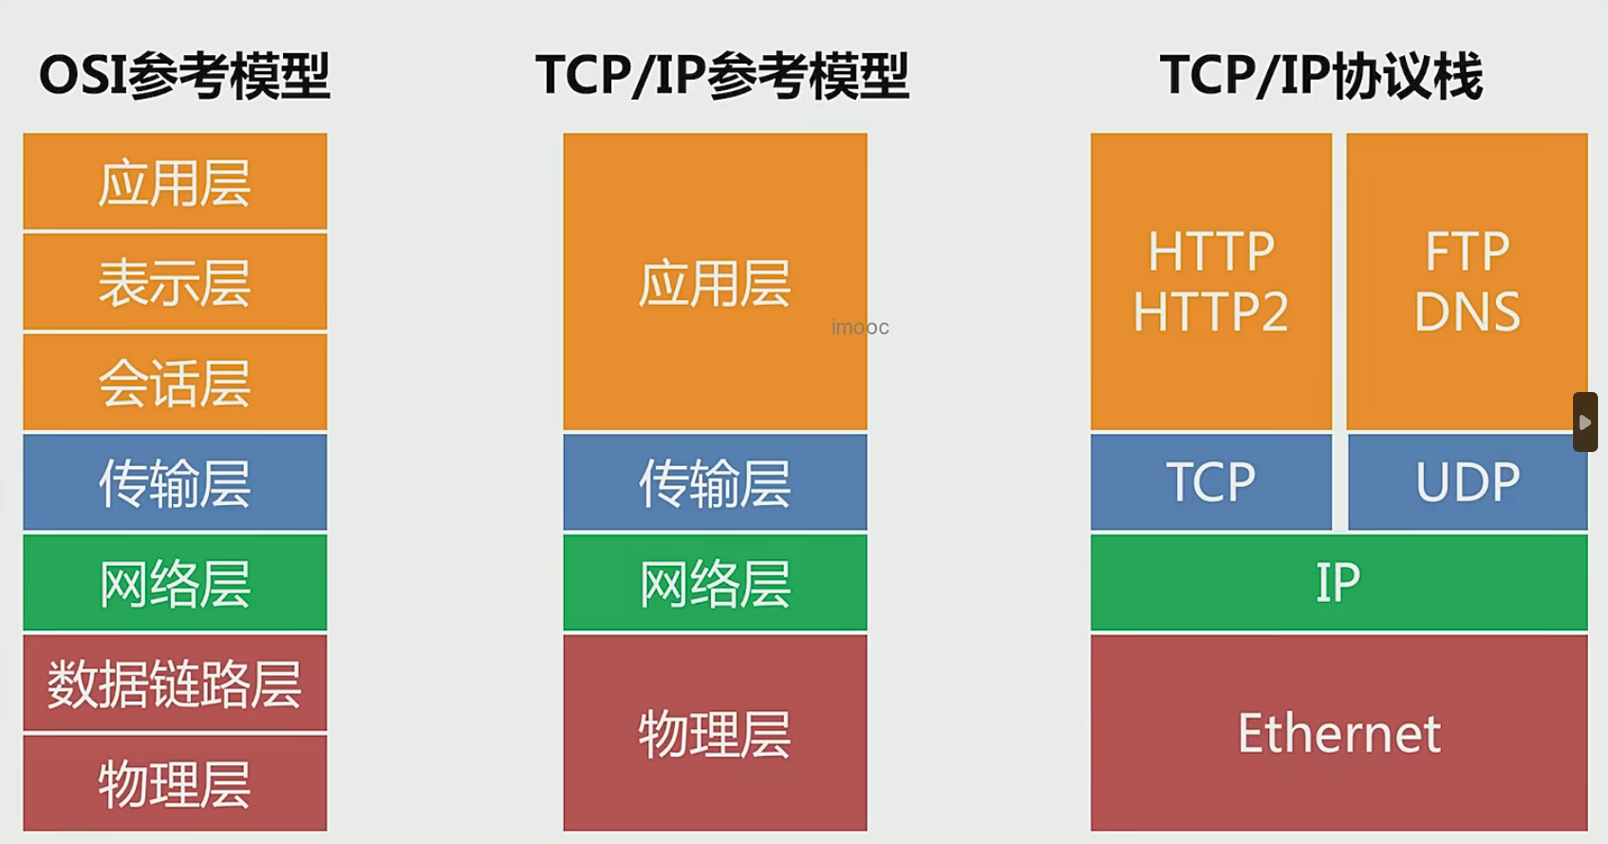 OSI参考模型
应用层
表示层
会话层
传输层
网络层
数据链路层
物理层
TCP/IP参考模型
应用层
imooc
传输层
网络层
物理层
TCP/IP协议栈
HTTP
HTTP2
FTP
DNS
TCP
UDP
IP
Ethernet